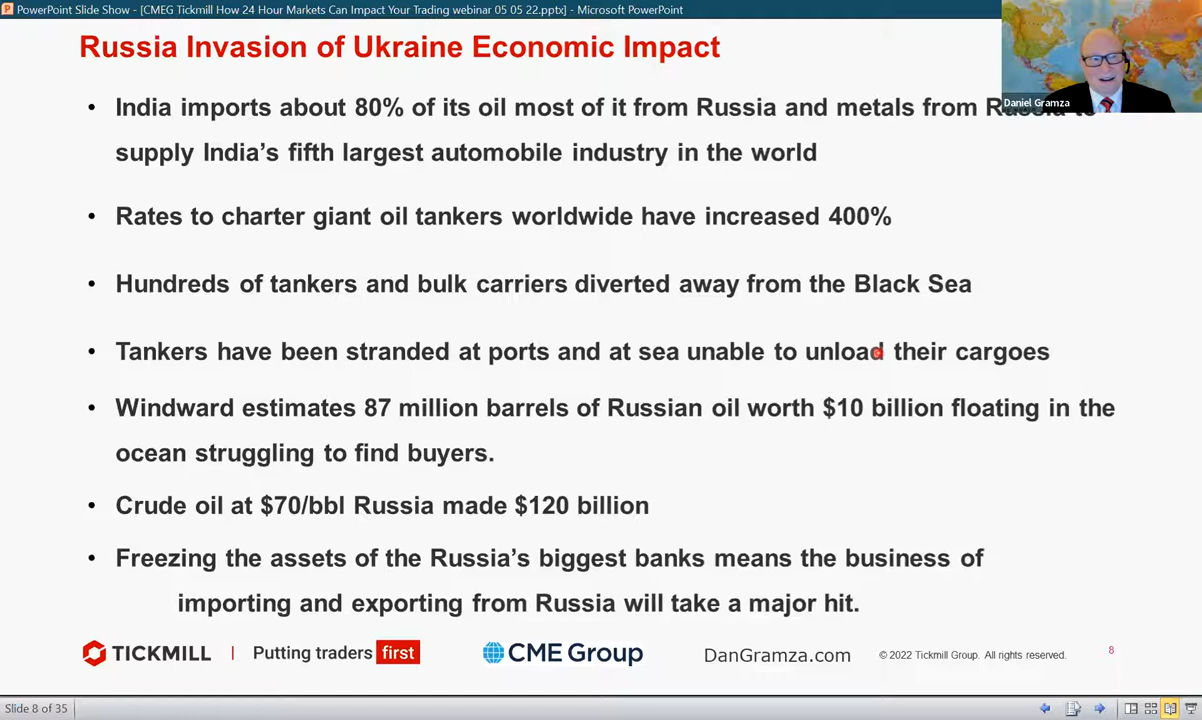 PowerPoint Slide Show - [CMEG Tickmill How 24 Hour Markets Can Impact Your Trading webinar 05 05 22.pptx] - Microsoft PowerPoint
Russia Invasion of Ukraine Economic Impact
Daniel Gramza
• India imports about 80% of its oil most of it from Russia and metals from Russia to
supply India's fifth largest automobile industry in the world
• Rates to charter giant oil tankers worldwide have increased 400%
• Hundreds of tankers and bulk carriers diverted away from the Black Sea
• Tankers have been stranded at ports and at sea unable to unload their cargoes
• Windward estimates 87 million barrels of Russian oil worth $10 billion floating in the
ocean struggling to find buyers.
• Crude oil at $70/bbl Russia made $120 billion
• Freezing the assets of the Russia's biggest banks means the business of
importing and exporting from Russia will take a major hit.
TICKMILL | Putting traders first CME Group DanGramza.com © 2022 Tickmill Group. All rights reserved. 8
Slide 8 of 35